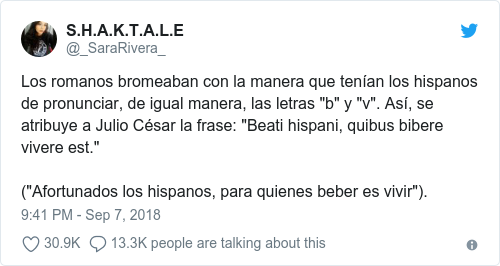 S.H.A.K.T.A.L.E
@_SaraRivera_
Los romanos bromeaban con la manera que tenían los hispanos
de pronunciar, de igual manera, las letras "b" y "v". Así, se
atribuye a Julio César la frase: "Beati hispani, quibus bibere
vivere est."
("Afortunados los hispanos, para quienes beber es vivir").
9:41 PM - Sep 7, 2018
30.9K 13.3K people are talking about this